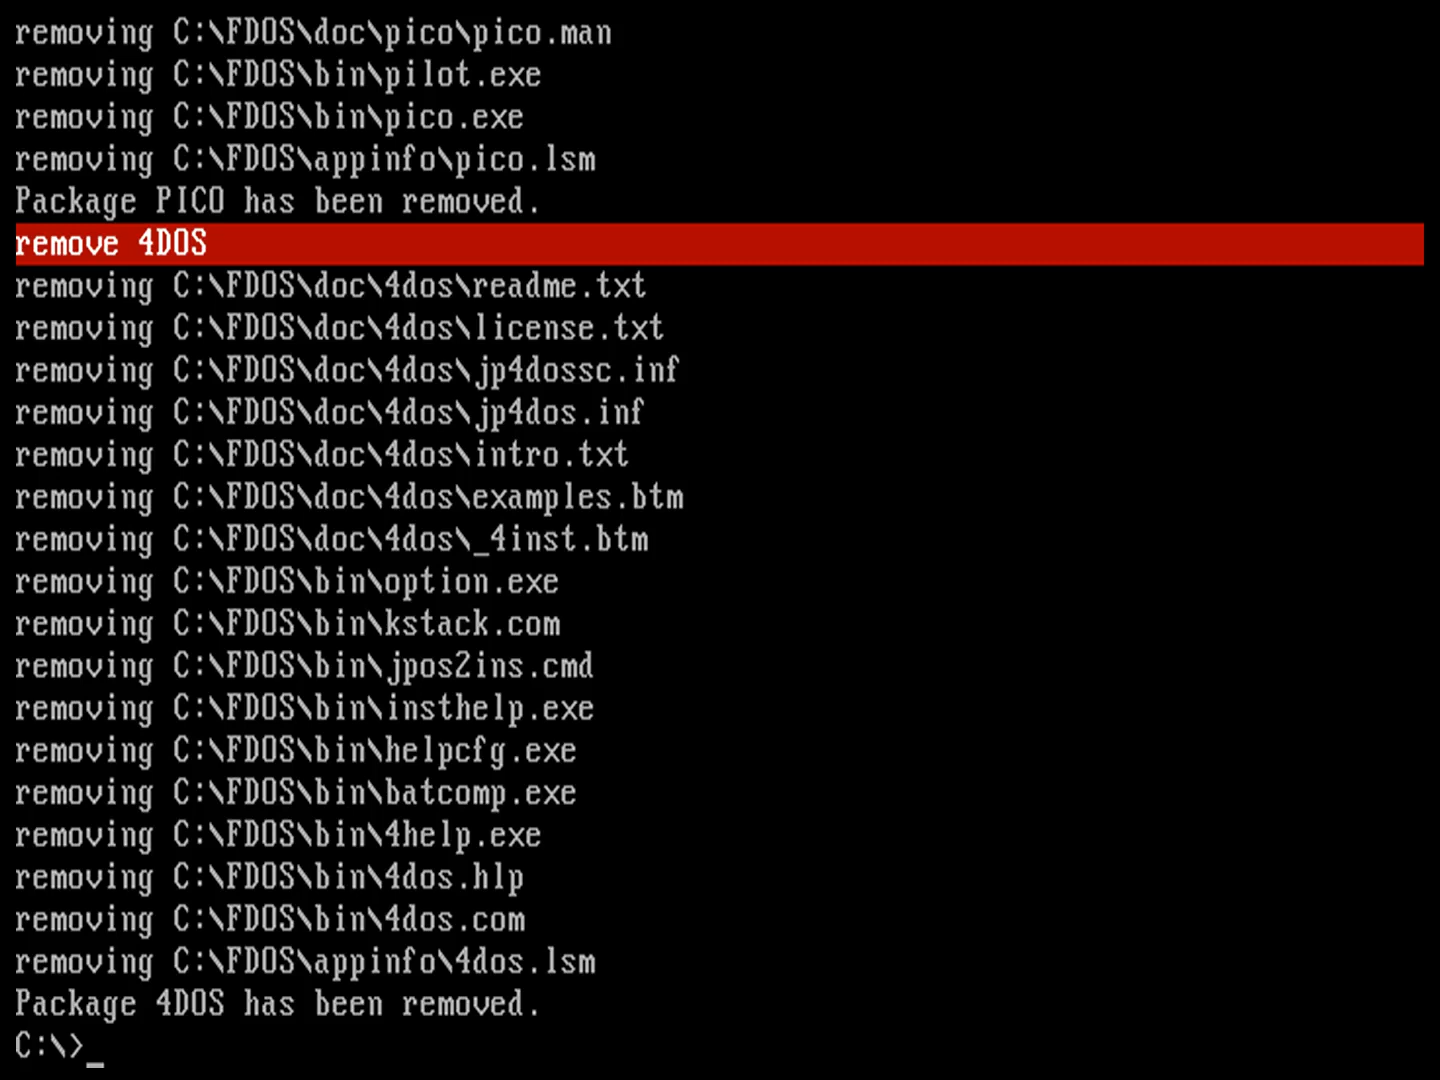 removing C:\FDOS\doc\pico\pico.man
removing C:\FDOS\bin\pilot.exe
removing C:\FDOS\bin\pico.exe
removing C:\FDOS\appinfo\pico.lsm
Package PICO has been removed.
remove 4DOS
removing C:\FDOS\doc\4dos\readme.txt
removing C:\FDOS\doc\4dos\license.txt
removing C:\FDOS\doc\4dos\jp4dossc.inf
removing C:\FDOS\doc\4dos\jp4dos.inf
removing C:\FDOS\doc\4dos\intro.txt
removing C:\FDOS\doc\4dos\examples.btm
removing C:\FDOS\doc\4dos\_4inst.btm
removing C:\FDOS\bin\option.exe
removing C:\FDOS\bin\kstack.com
removing C:\FDOS\bin\jpos2ins.cmd
removing C:\FDOS\bin\insthelp.exe
removing C:\FDOS\bin\helpcfg.exe
removing C:\FDOS\bin\batcomp.exe
removing C:\FDOS\bin\4help.exe
removing C:\FDOS\bin\4dos.hlp
removing C:\FDOS\bin\4dos.com
removing C:\FDOS\appinfo\4dos.lsm
Package 4DOS has been removed.
C:\>_